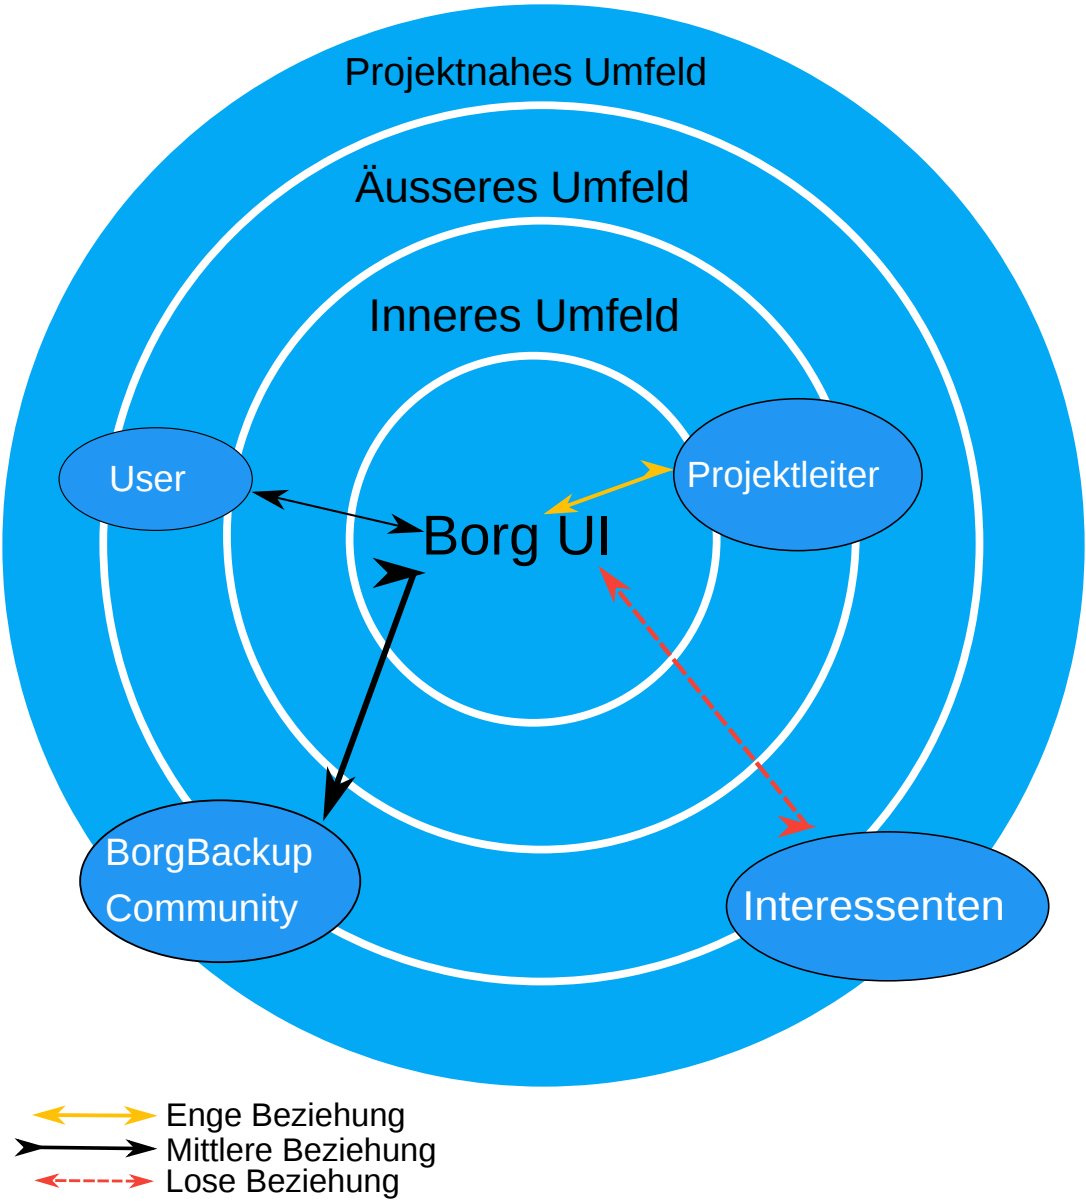 Projektnahes Umfeld
Äusseres Umfeld
Inneres Umfeld
User
Projektleiter
Borg UI
BorgBackup
Community
Interessenten
Enge Beziehung
Mittlere Beziehung
Lose Beziehung